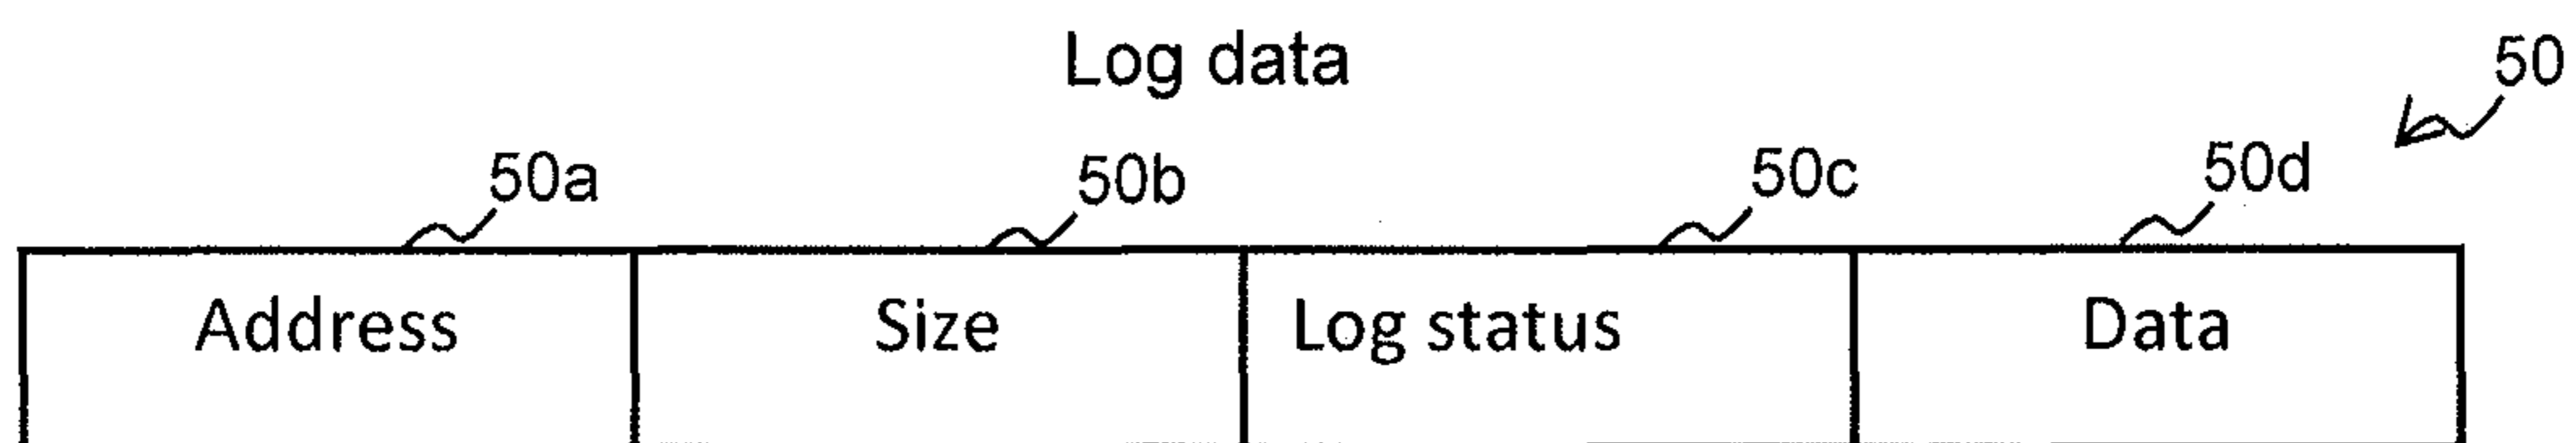 Log data
50
50a 50b 50c 50d
Address Size Log status Data